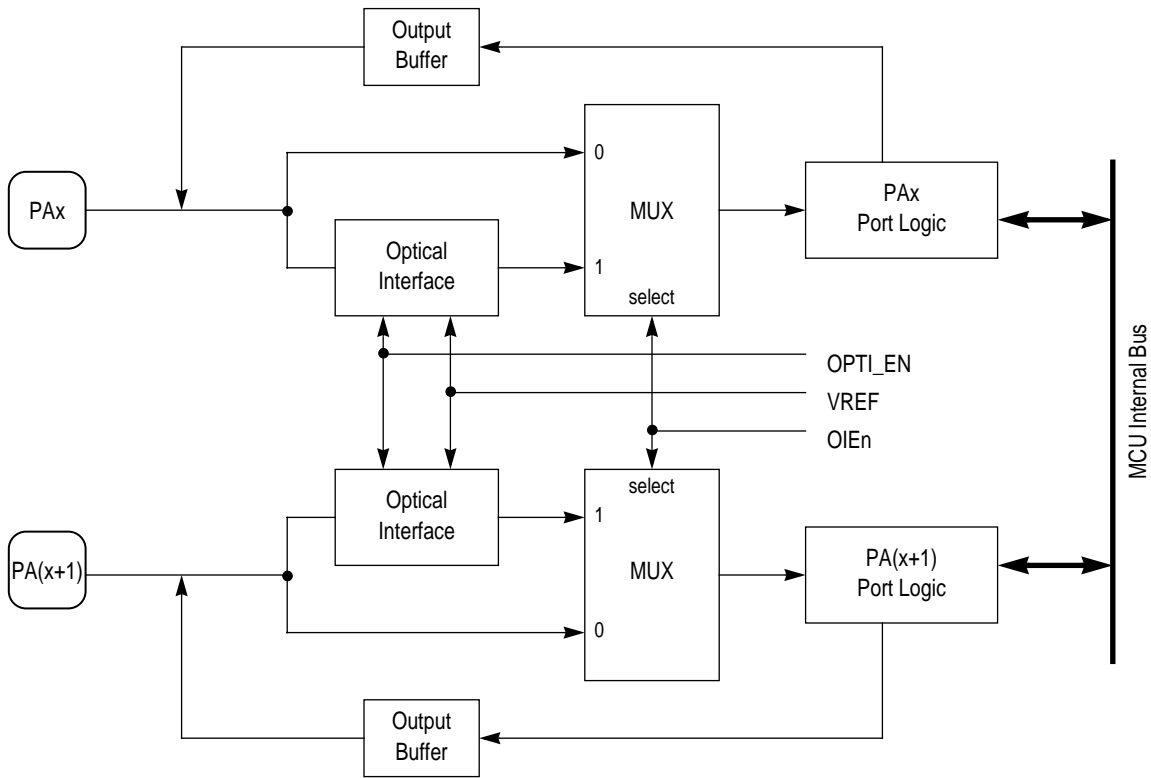 Output
Buffer
0
PAx
MUX
PAx
Port Logic
Optical
Interface
1
select
OPTI_EN
VREF
OIEn
MCU Internal Bus
select
Optical
Interface
1
PA(x+1)
MUX
PA(x+1)
Port Logic
0
Output
Buffer